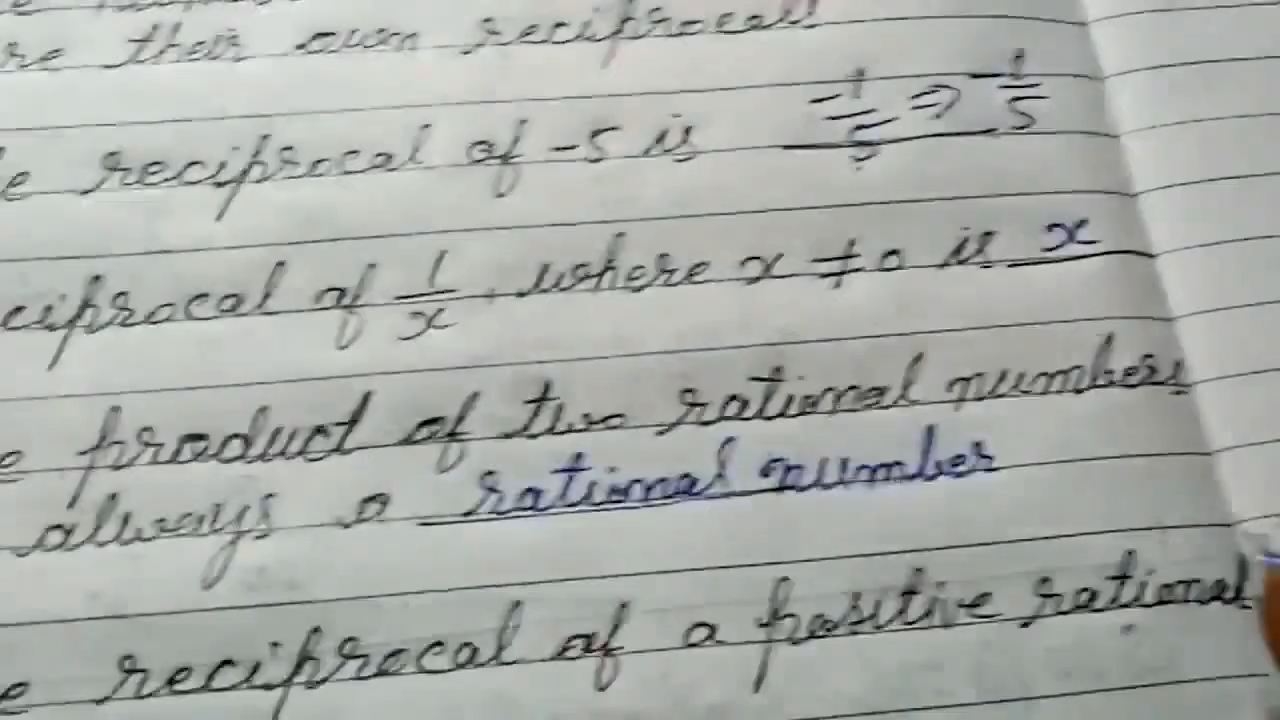 re their own reciprocals
e reciprocal of -5 is -1/5 ⇒ -1/5
ciprocal of 1/x, where x ≠ 0 is x
e product of two rational numbers
always a rational number
e reciprocal of a positive rational